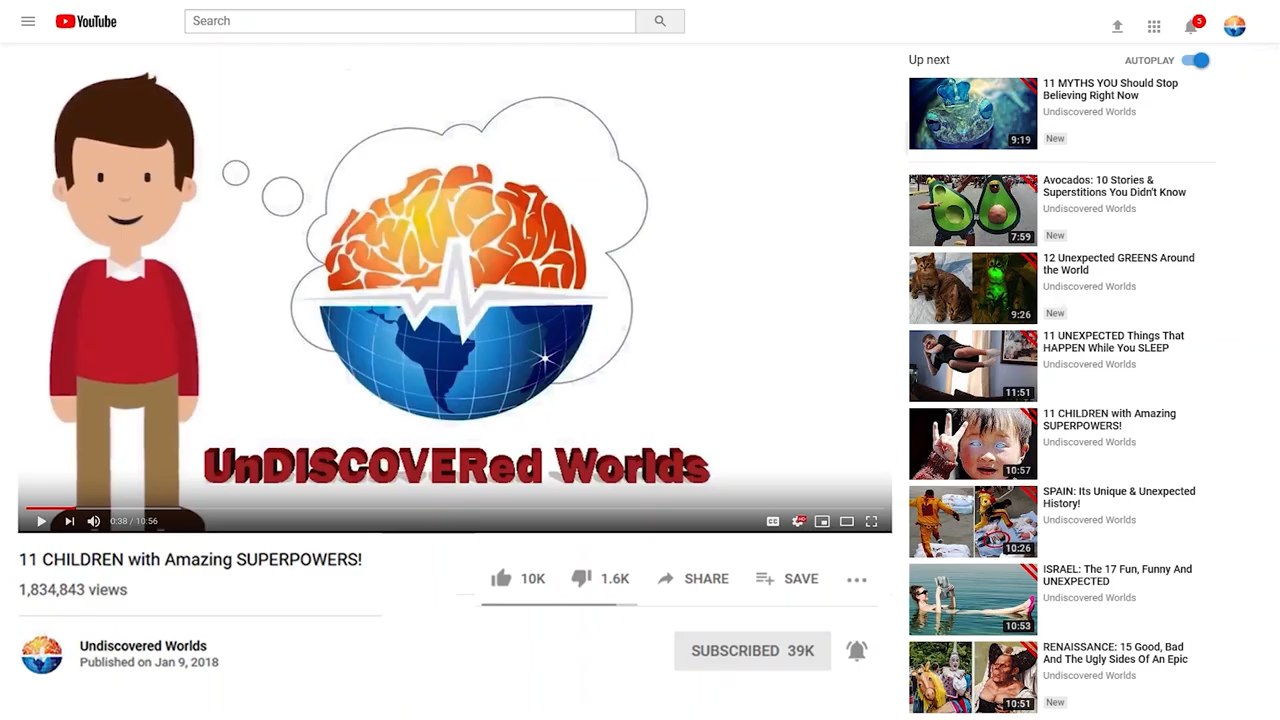 YouTube
Search
5
UnDISCOVERed Worlds
0:38 / 10:56
CC
HD
11 CHILDREN with Amazing SUPERPOWERS!
1,834,843 views
10K
1.6K
SHARE
SAVE
Undiscovered Worlds
Published on Jan 9, 2018
SUBSCRIBED 39K
Up next
AUTOPLAY
11 MYTHS YOU Should Stop
Believing Right Now
Undiscovered Worlds
New
9:19
Avocados: 10 Stories &
Superstitions You Didn't Know
Undiscovered Worlds
New
7:59
12 Unexpected GREENS Around
the World
Undiscovered Worlds
New
9:26
11 UNEXPECTED Things That
HAPPEN While You SLEEP
Undiscovered Worlds
11:51
11 CHILDREN with Amazing
SUPERPOWERS!
Undiscovered Worlds
10:57
SPAIN: Its Unique & Unexpected
History!
Undiscovered Worlds
10:26
ISRAEL: The 17 Fun, Funny And
UNEXPECTED
Undiscovered Worlds
10:53
RENAISSANCE: 15 Good, Bad
And The Ugly Sides Of An Epic
Undiscovered Worlds
New
10:51